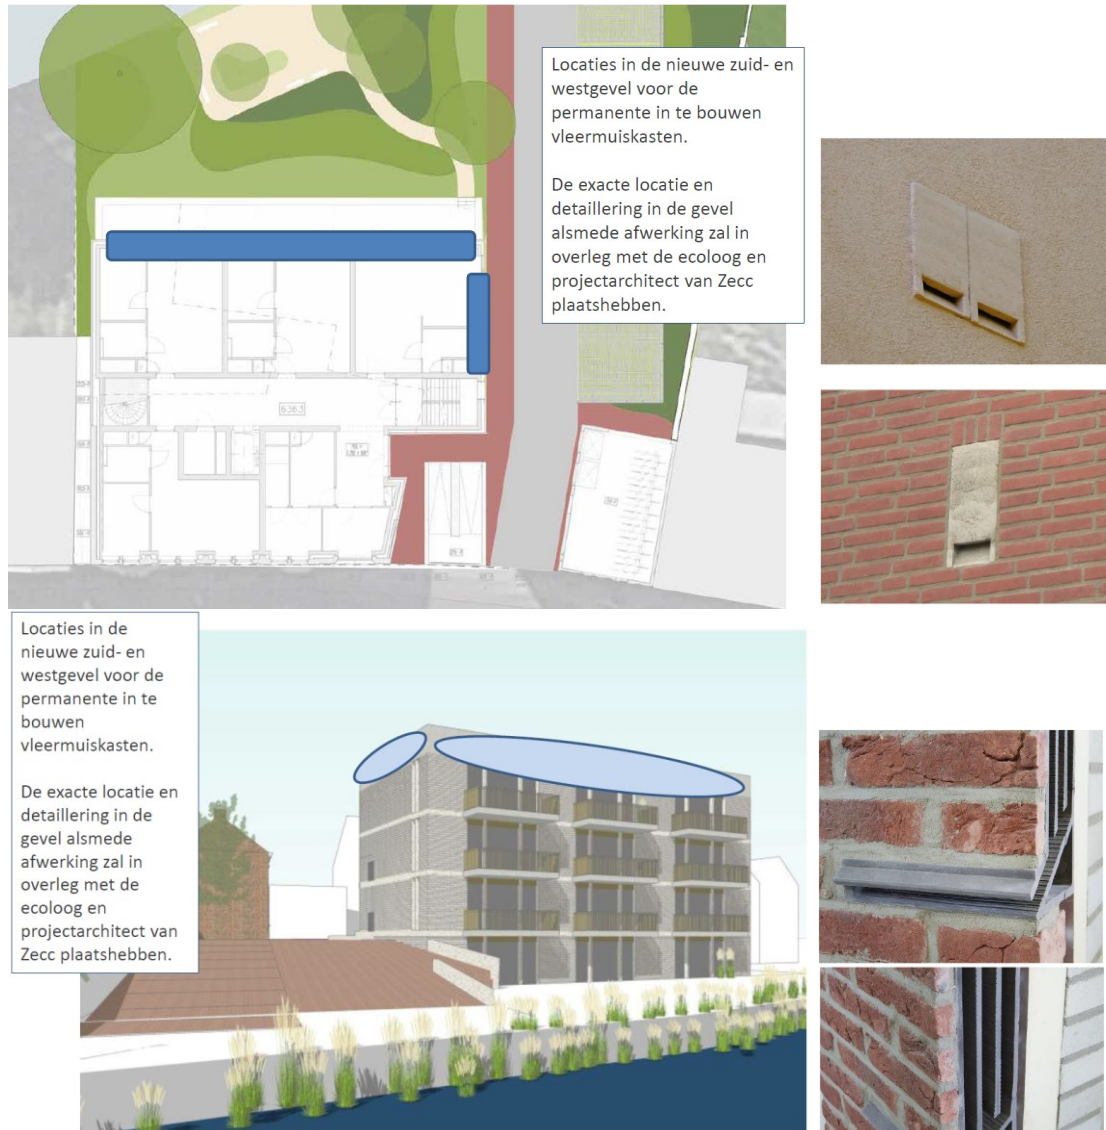 Locaties in de nieuwe zuid- en
westgevel voor de
permanente in te bouwen
vleermuiskasten.
De exacte locatie en
detaillering in de gevel
alsmede afwerking zal in
overleg met de ecoloog en
projectarchitect van Zecc
plaatshebben.
6363
Locaties in de
nieuwe zuid- en
westgevel voor de
permanente in te
bouwen
vleermuiskasten.
De exacte locatie en
detaillering in de
gevel alsmede
afwerking zal in
overleg met de
ecoloog en
projectarchitect van
Zecc plaatshebben.